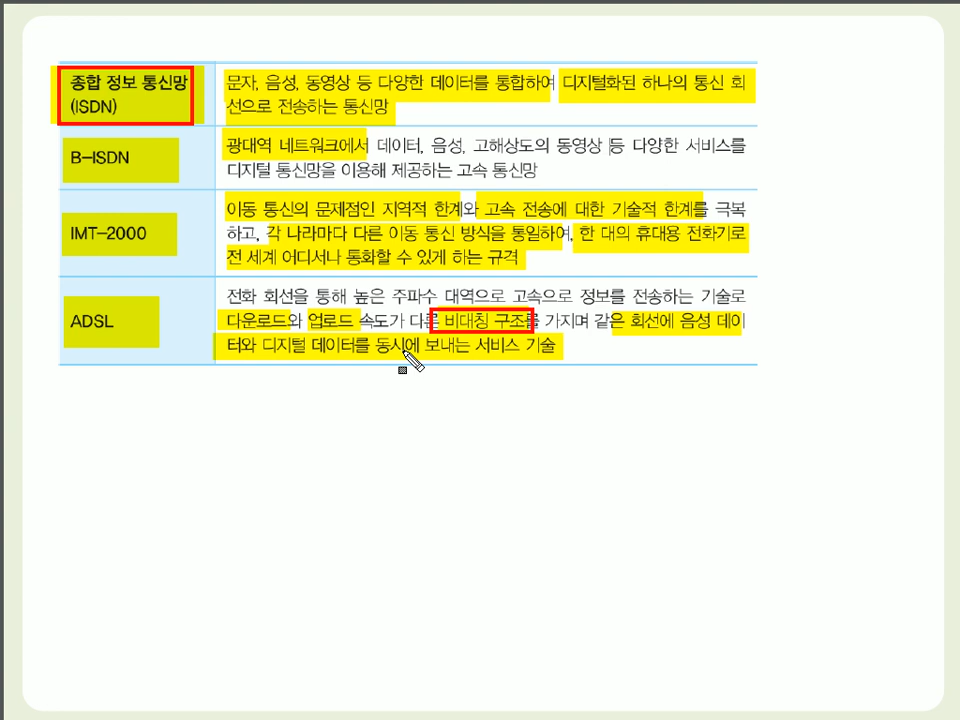 종합 정보 통신망
(ISDN)
문자, 음성, 동영상 등 다양한 데이터를 통합하여 디지털화된 하나의 통신 회
선으로 전송하는 통신망
B-ISDN
광대역 네트워크에서 데이터, 음성, 고해상도의 동영상 등 다양한 서비스를
디지털 통신망을 이용해 제공하는 고속 통신망
IMT-2000
이동 통신의 문제점인 지역적 한계와 고속 전송에 대한 기술적 한계를 극복
하고, 각 나라마다 다른 이동 통신 방식을 통일하여, 한 대의 휴대용 전화기로
전 세계 어디서나 통화할 수 있게 하는 규격
ADSL
전화 회선을 통해 높은 주파수 대역으로 고속으로 정보를 전송하는 기술로
다운로드와 업로드 속도가 다른 비대칭 구조를 가지며 같은 회선에 음성 데이
터와 디지털 데이터를 동시에 보내는 서비스 기술